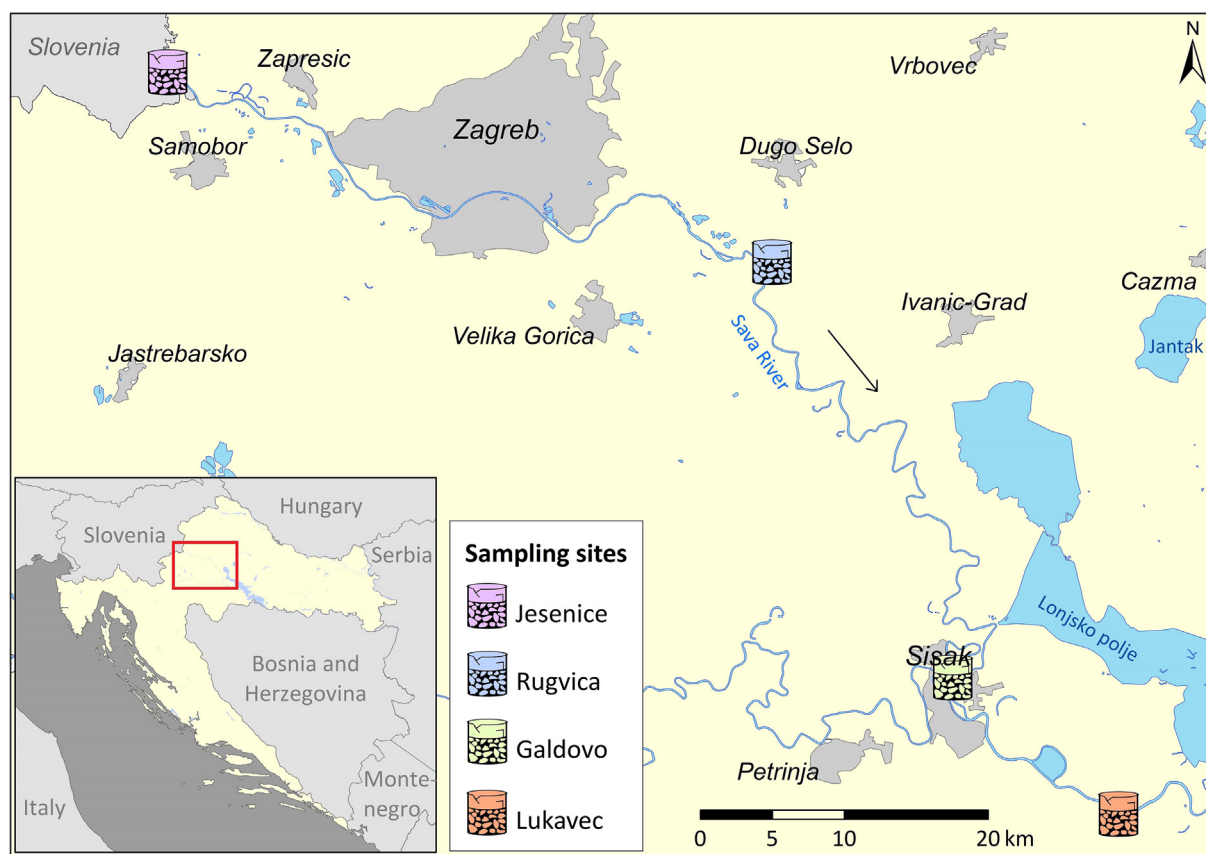 Slovenia
Zapresic
Vrbovec
N
Samobor
Zagreb
Dugo Selo
Cazma
Ivanic-Grad
Velika Gorica
Jantak
Jastrebarsko
Sava River
Lonjsko polje
Sisak
Petrinja
Hungary
Slovenia
Serbia
Bosnia and
Herzegovina
Monte-
negro
Italy
Sampling sites
Jesenice
Rugvica
Galdovo
Lukavec
0 5 10 20 km